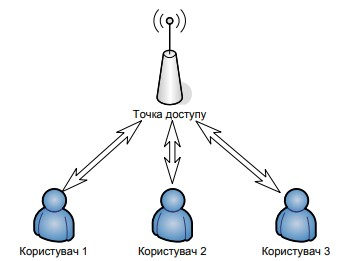 Точка доступу
Користувач 1
Користувач 2
Користувач 3